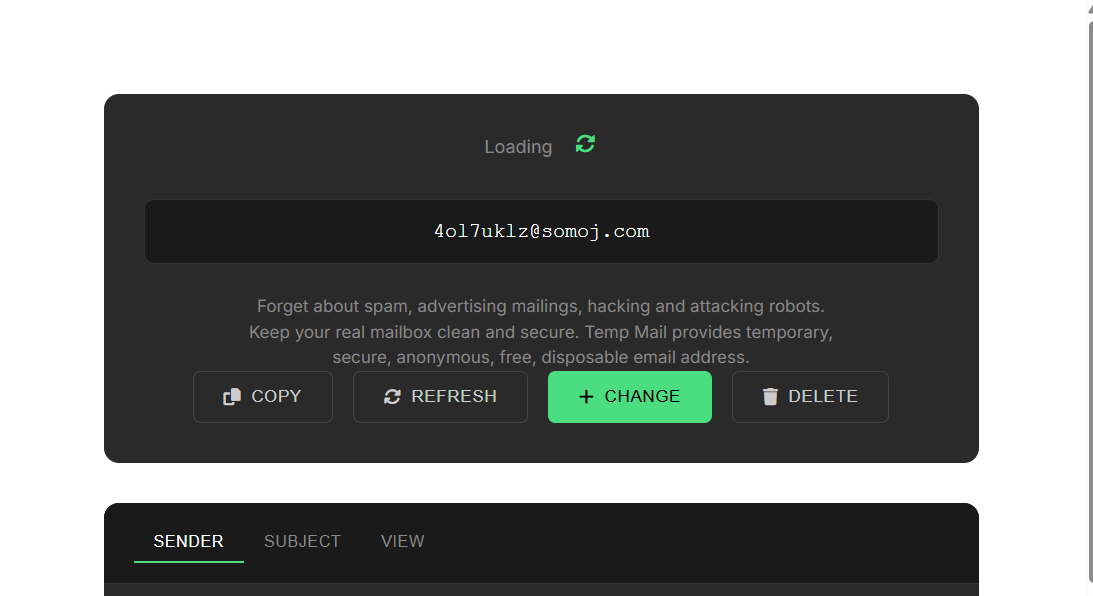 Loading
4ol7uklz@somoj.com
Forget about spam, advertising mailings, hacking and attacking robots.
Keep your real mailbox clean and secure. Temp Mail provides temporary,
secure, anonymous, free, disposable email address.
COPY REFRESH CHANGE DELETE
SENDER SUBJECT VIEW